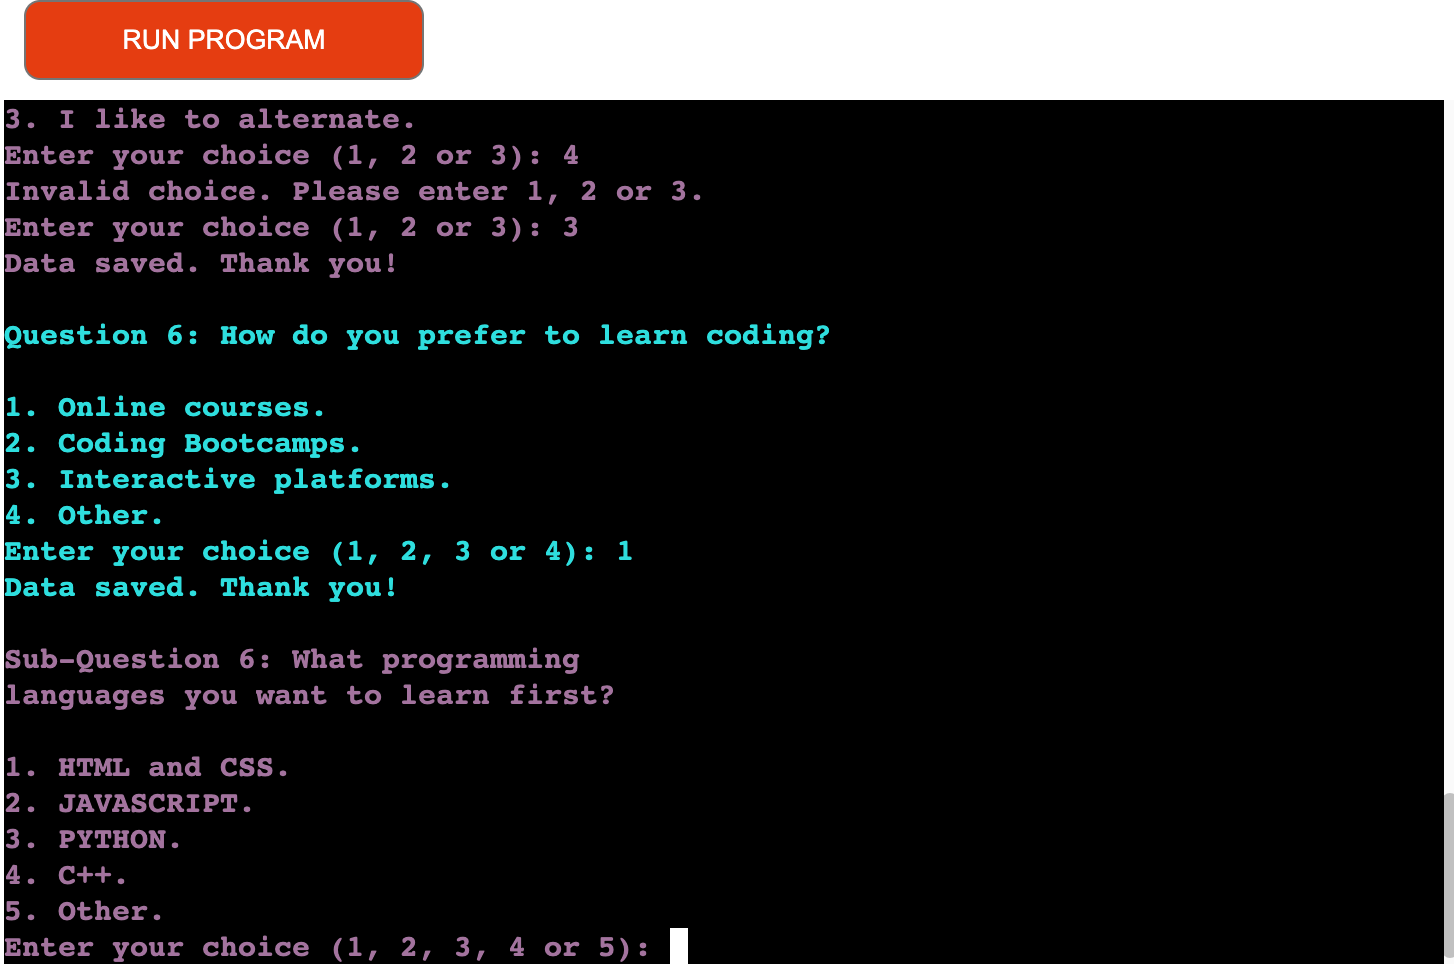 RUN PROGRAM
3. I like to alternate.
Enter your choice (1, 2 or 3): 4
Invalid choice. Please enter 1, 2 or 3.
Enter your choice (1, 2 or 3): 3
Data saved. Thank you!
Question 6: How do you prefer to learn coding?
1. Online courses.
2. Coding Bootcamps.
3. Interactive platforms.
4. Other.
Enter your choice (1, 2, 3 or 4): 1
Data saved. Thank you!
Sub-Question 6: What programming
languages you want to learn first?
1. HTML and CSS.
2. JAVASCRIPT.
3. PYTHON.
4. C++.
5. Other.
Enter your choice (1, 2, 3, 4 or 5):